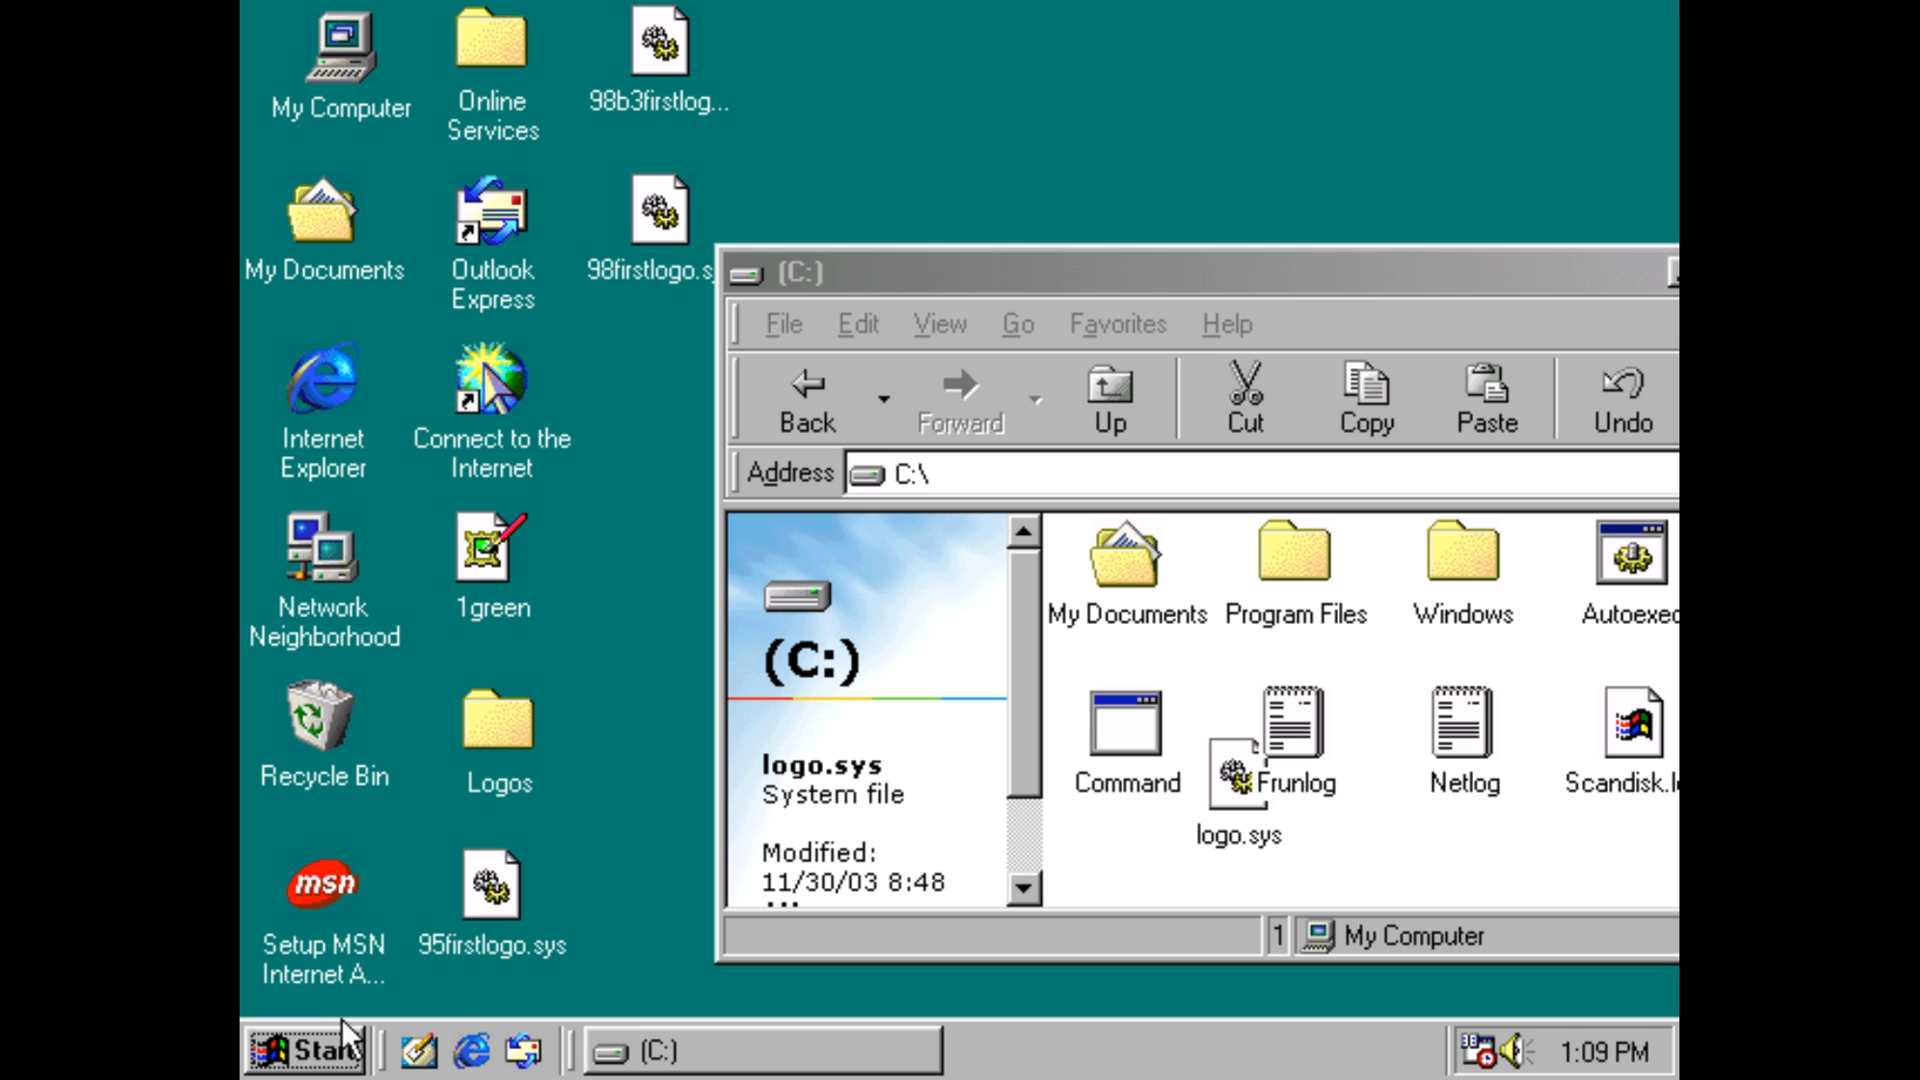 My Computer
Online
Services
98b3firstlog...
My Documents
Outlook
Express
98firstlogo.s
Internet
Explorer
Connect to the
Internet
Network
Neighborhood
1green
Recycle Bin
Logos
msn
Setup MSN
Internet A...
95firstlogo.sys
(C:)
File Edit View Go Favorites Help
Back Forward Up Cut Copy Paste Undo
Address C:\
(C:)
logo.sys
System file
Modified:
11/30/03 8:48
My Documents Program Files Windows Autoexec
Command Frunlog Netlog Scandisk.l
logo.sys
1 My Computer
Start (C:) 1:09 PM